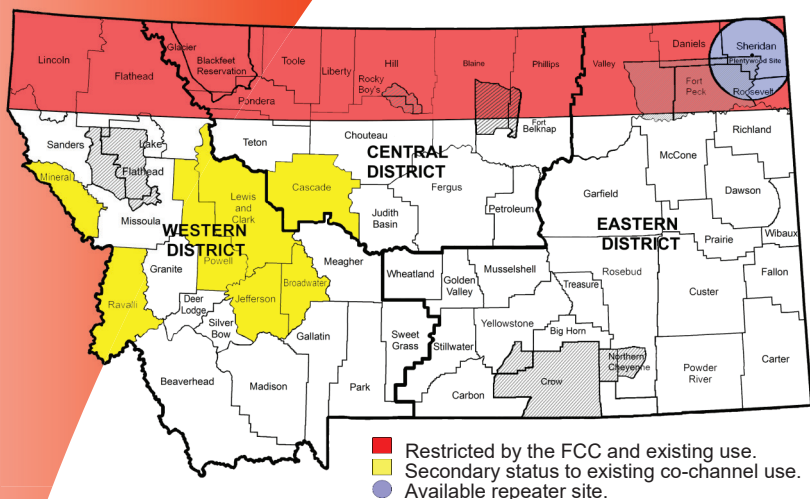 Lincoln
Flathead
Glacier
Blackfeet
Reservation
Toole
Liberty
Hill
Rocky
Boy's
Blaine
Phillips
Valley
Daniels
Sheridan
Plentywood Site
Roosevelt
Fort
Peck
Pondera
Fort
Belknap
Sanders
Lake
Flathead
Teton
Chouteau
CENTRAL
DISTRICT
Richland
McCone
Mineral
Missoula
Lewis
and
Clark
Cascade
Fergus
Judith
Basin
Petroleum
Garfield
Dawson
WESTERN
DISTRICT
EASTERN
DISTRICT
Prairie
Wibaux
Powell
Granite
Meagher
Wheatland
Golden
Valley
Musselshell
Rosebud
Treasure
Custer
Fallon
Ravalli
Deer
Lodge
Jefferson
Broadwater
Silver
Bow
Gallatin
Sweet
Grass
Stillwater
Yellowstone
Big Horn
Northern
Cheyenne
Powder
River
Carter
Beaverhead
Madison
Park
Carbon
Crow
Restricted by the FCC and existing use.
Secondary status to existing co-channel use.
Available repeater site.